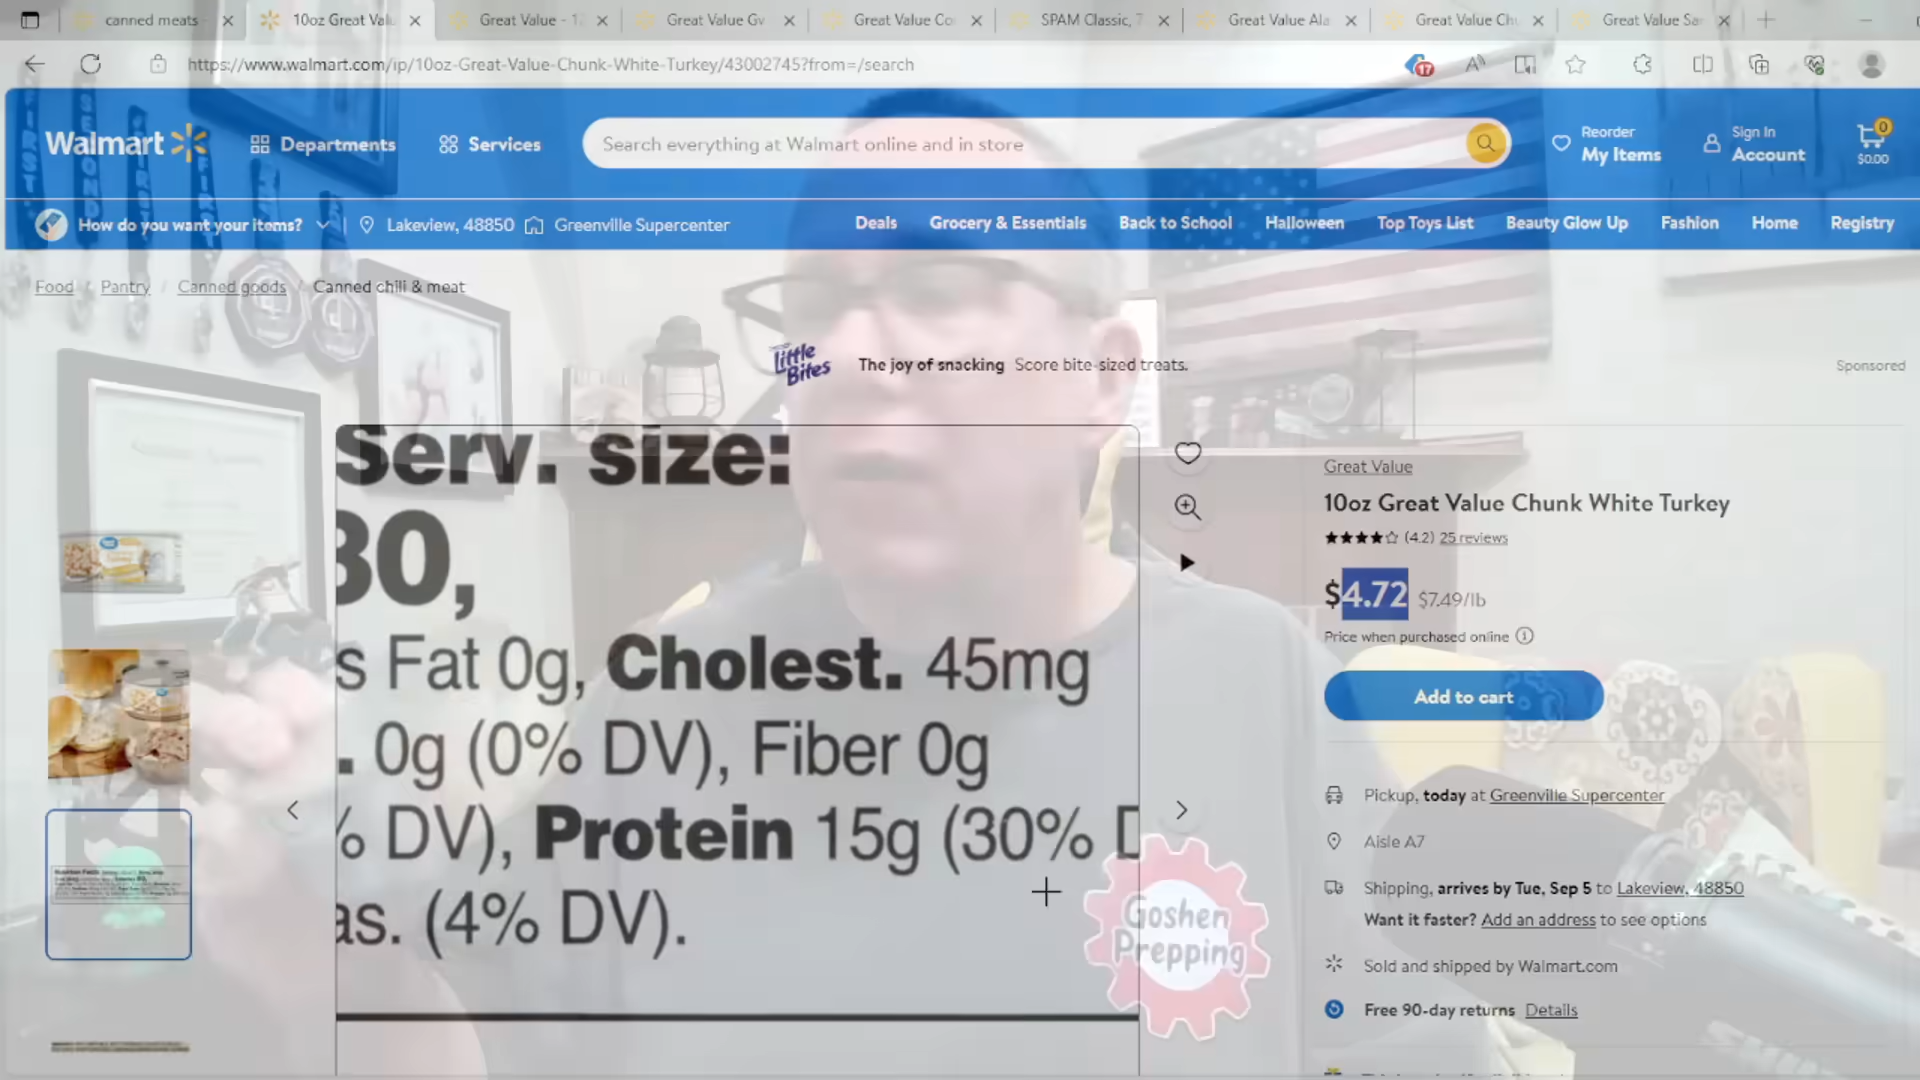 canned meats
10oz Great Valu
Great Value - 1
Great Value Gv
Great Value Co
SPAM Classic, 7
Great Value Ala
Great Value Chu
Great Value Sa
https://www.walmart.com/ip/10oz-Great-Value-Chunk-White-Turkey/43002745?from=/search
17
Walmart
Departments
Services
Search everything at Walmart online and in store
Reorder
My Items
Sign In
Account
0
$0.00
How do you want your items?
Lakeview, 48850
Greenville Supercenter
Deals
Grocery & Essentials
Back to School
Halloween
Top Toys List
Beauty Glow Up
Fashion
Home
Registry
Food / Pantry / Canned goods / Canned chili & meat
Little Bites
The joy of snacking Score bite-sized treats.
Sponsored
Serv. size:
80,
s Fat 0g, Cholest. 45mg
. 0g (0% DV), Fiber 0g
% DV), Protein 15g (30% D
as. (4% DV).
Goshen
Prepping
Great Value
10oz Great Value Chunk White Turkey
(4.2) 25 reviews
$4.72 $7.49/lb
Price when purchased online
Add to cart
Pickup, today at Greenville Supercenter
Aisle A7
Shipping, arrives by Tue, Sep 5 to Lakeview, 48850
Want it faster? Add an address to see options
Sold and shipped by Walmart.com
Free 90-day returns Details